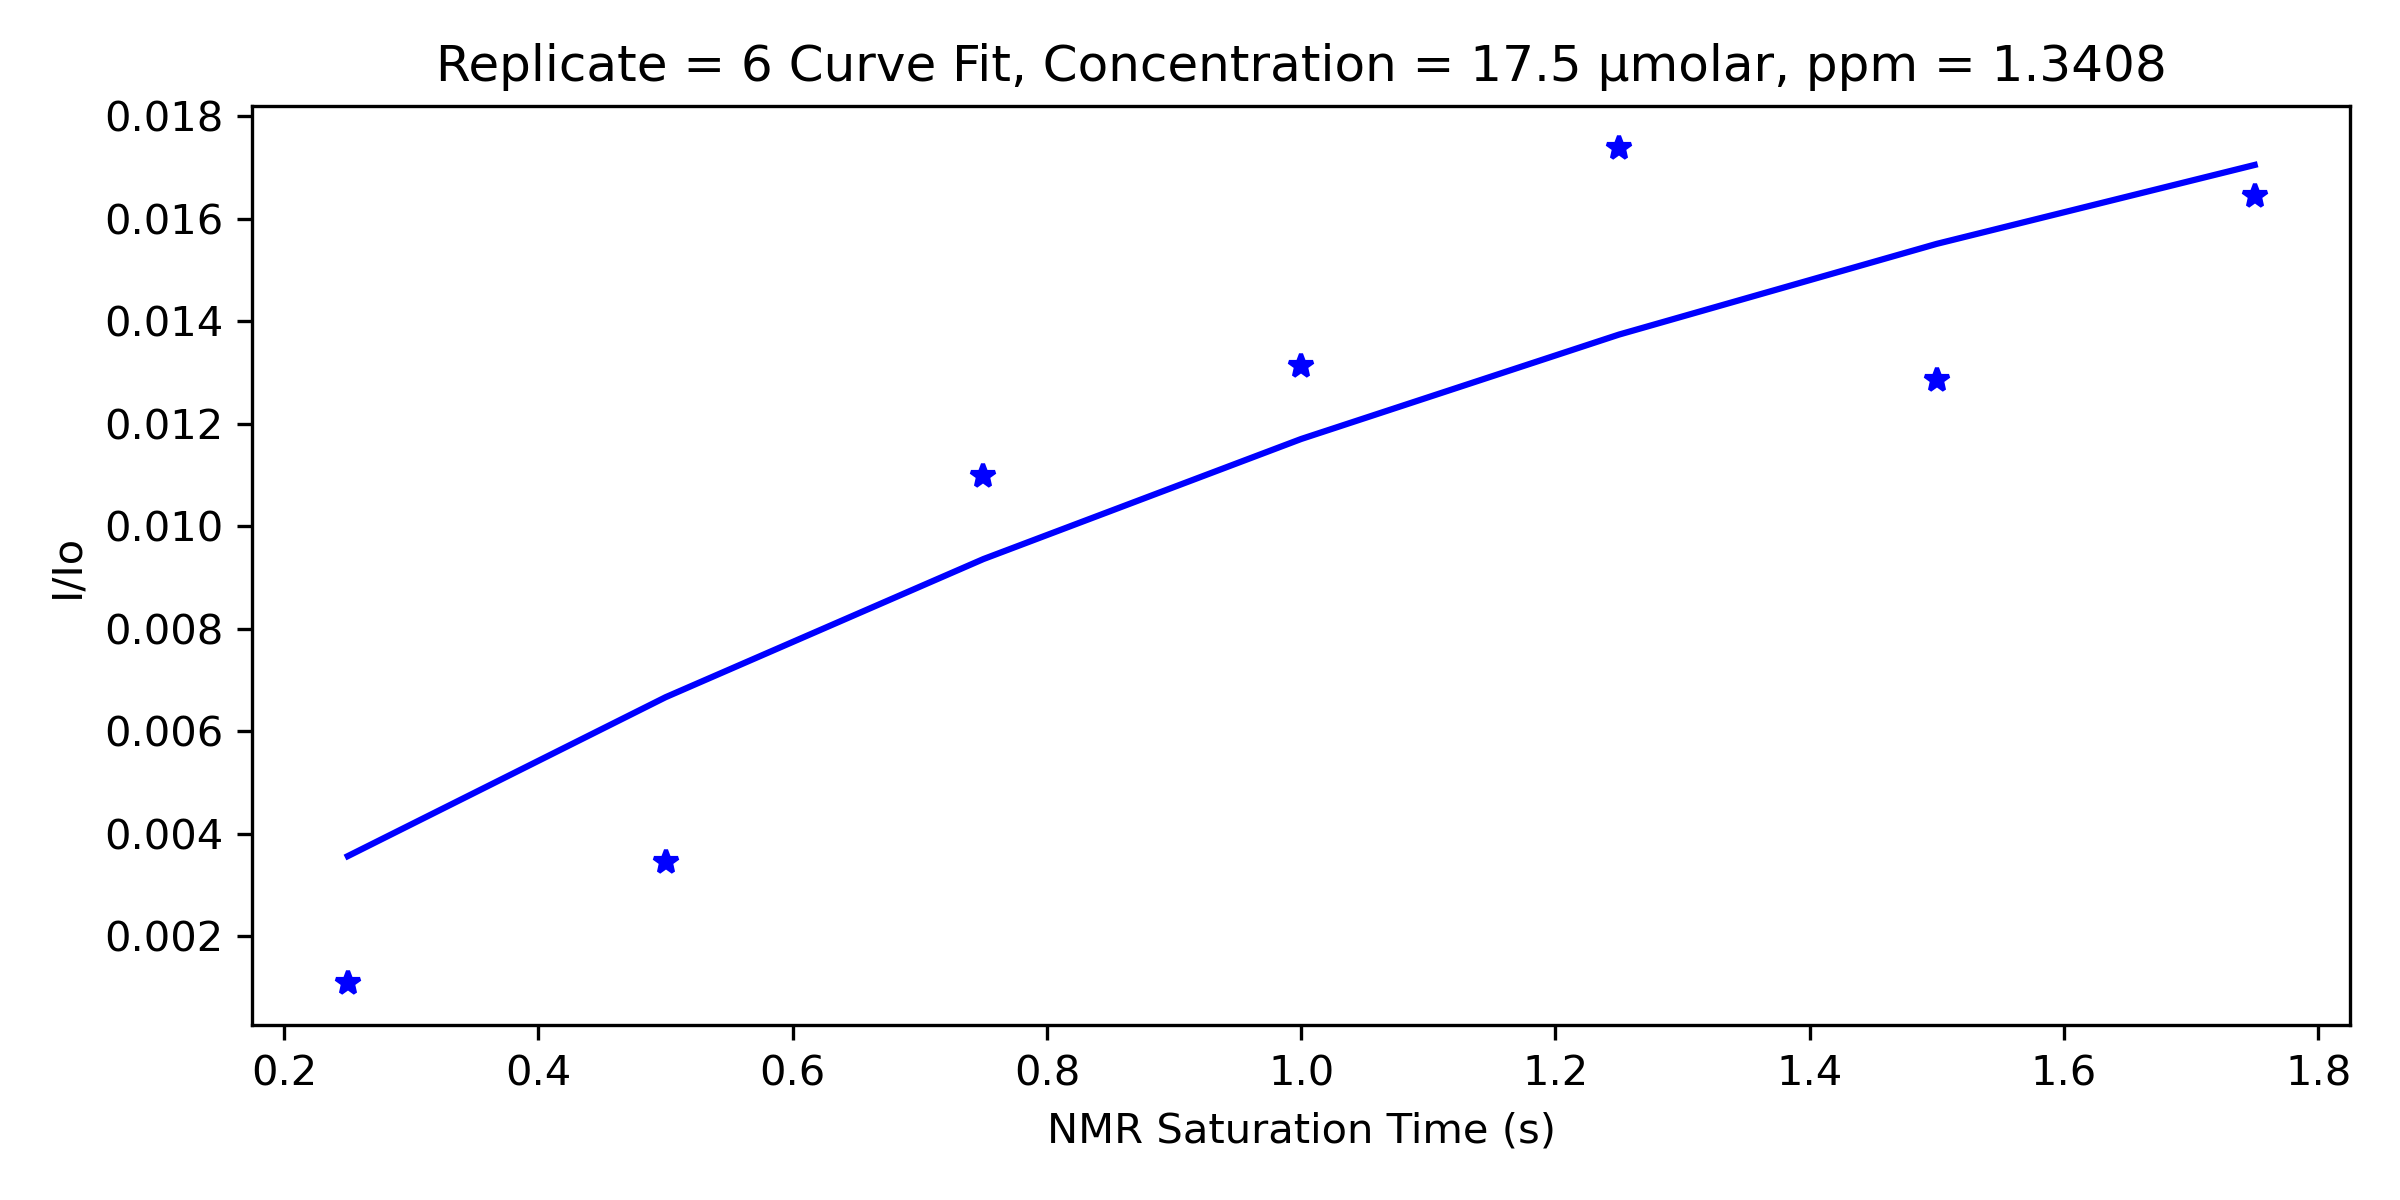 Replicate = 6 Curve Fit, Concentration = 17.5 µmolar, ppm = 1.3408
0.018
0.016
0.014
0.012
0.010
0.008
0.006
0.004
0.002
I/Io
0.2 0.4 0.6 0.8 1.0 1.2 1.4 1.6 1.8
NMR Saturation Time (s)